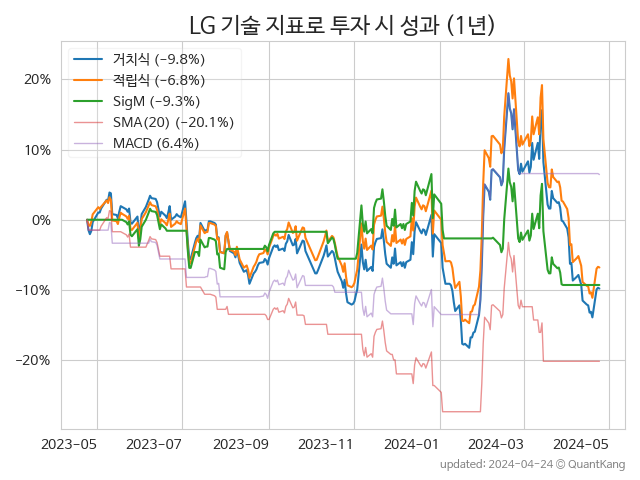 LG 기술 지표로 투자 시 성과 (1년)
거치식 (−9.8%)
적립식 (−6.8%)
SigM (−9.3%)
SMA(20) (−20.1%)
MACD (6.4%)
20%
10%
0%
−10%
−20%
2023-05 2023-07 2023-09 2023-11 2024-01 2024-03 2024-05
updated: 2024-04-24 © QuantKang